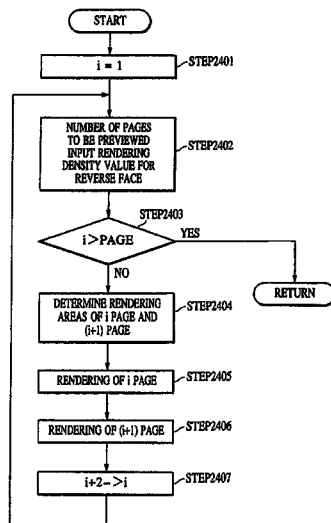 START
i = 1
STEP2401
NUMBER OF PAGES
TO BE PREVIEWED
INPUT RENDERING
DENSITY VALUE FOR
REVERSE FACE
STEP2402
STEP2403
i>PAGE
YES
NO
RETURN
DETERMINE RENDERING
AREAS OF i PAGE AND
(i+1) PAGE
STEP2404
RENDERING OF i PAGE
STEP2405
RENDERING OF (i+1) PAGE
STEP2406
i+2->i
STEP2407